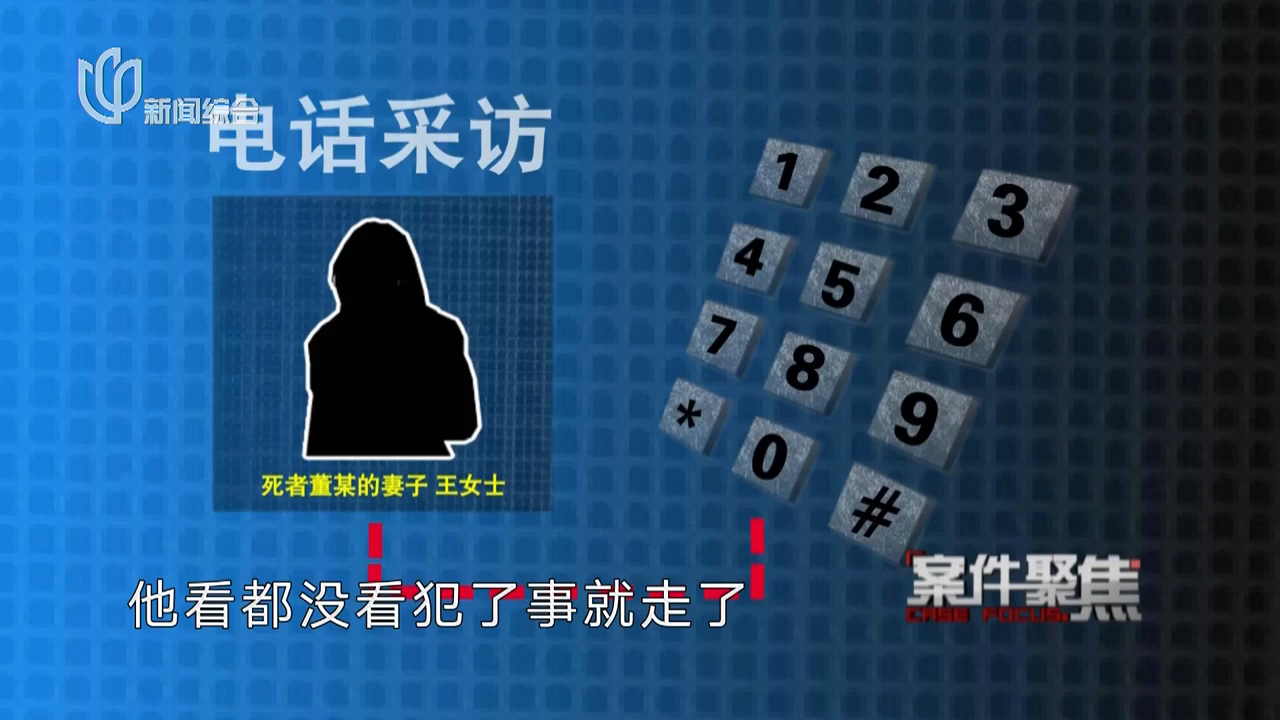 新闻综合
电话采访
1 2 3
4 5 6
7 8 9
* 0 #
死者董某的妻子 王女士
他看都没看犯了事就走了
案件聚焦
CASE FOCUS